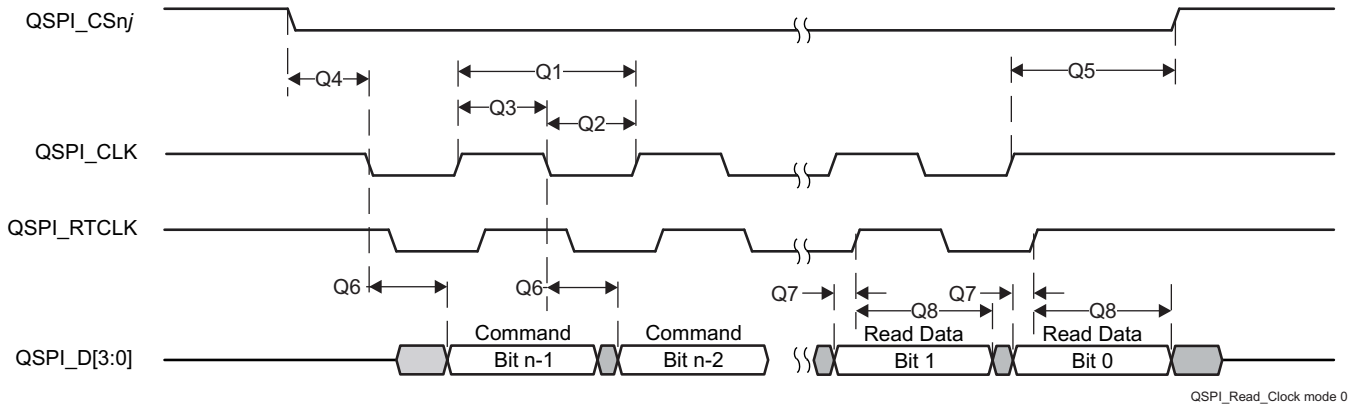 QSPI_CSnj
Q4
Q1
Q5
Q3
Q2
QSPI_CLK
QSPI_RTCLK
Q6
Q6
Q7
Q7
Q8
Q8
Command
Command
Read Data
Read Data
QSPI_D[3:0]
Bit n-1
Bit n-2
Bit 1
Bit 0
QSPI_Read_Clock mode 0